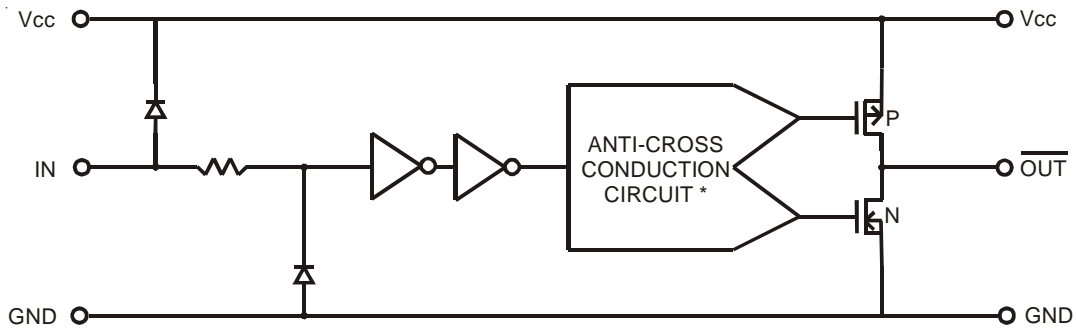 Vcc
Vcc
P
IN
ANTI-CROSS
CONDUCTION
CIRCUIT *
OUT
N
GND
GND